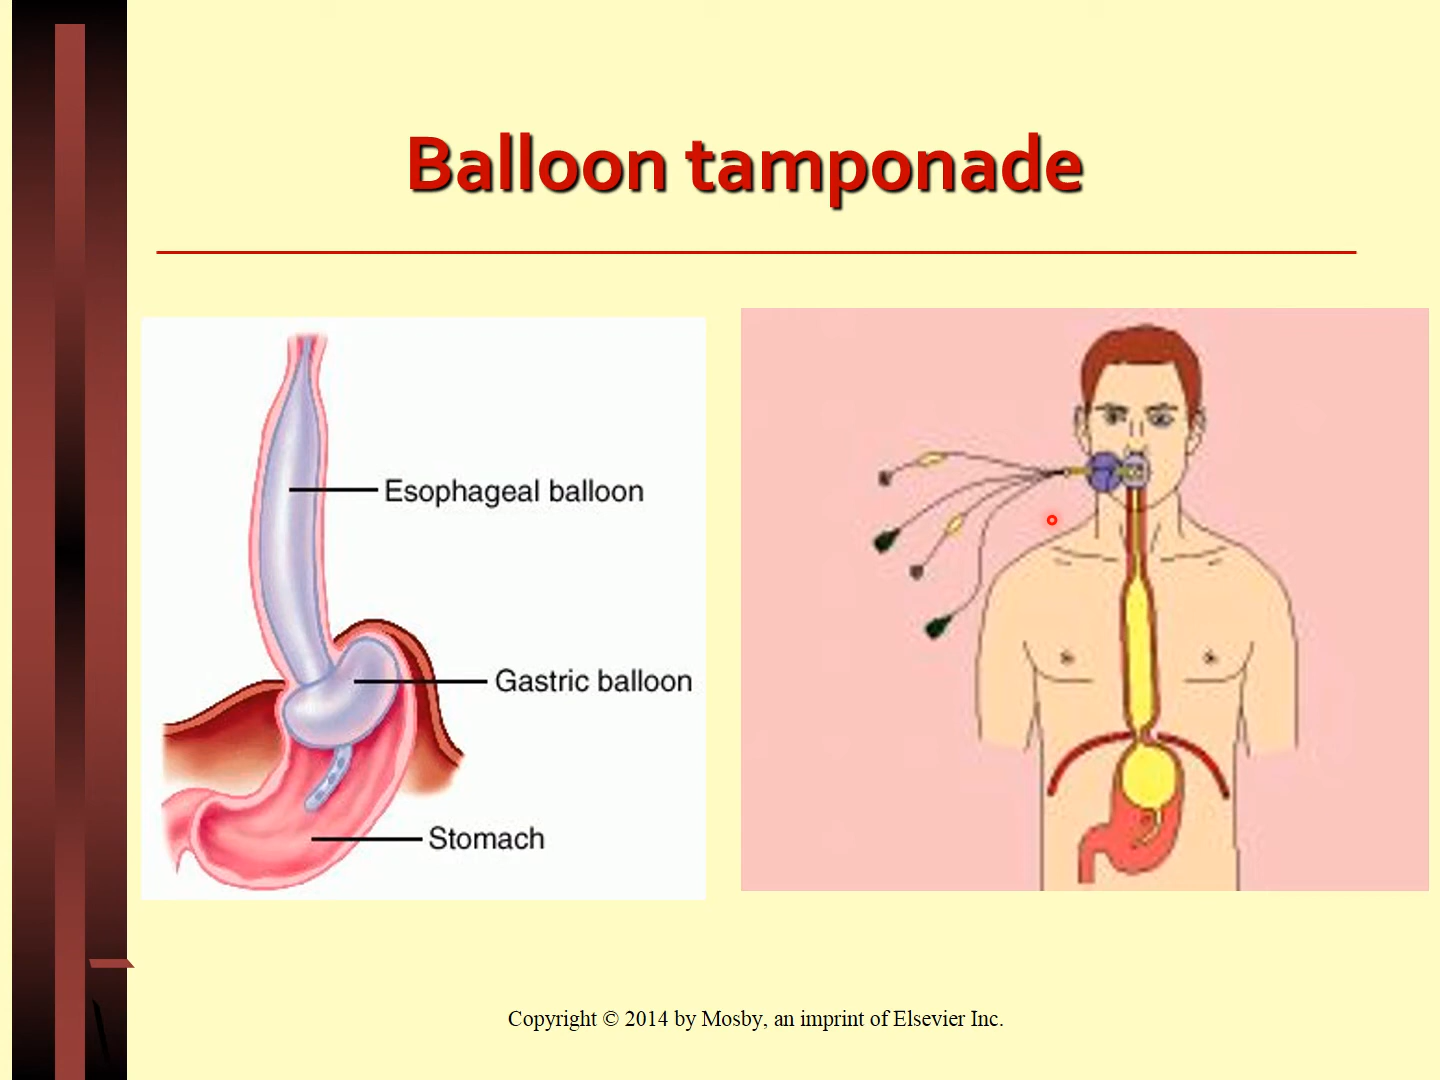 Balloon tamponade
Esophageal balloon
Gastric balloon
Stomach
Copyright © 2014 by Mosby, an imprint of Elsevier Inc.